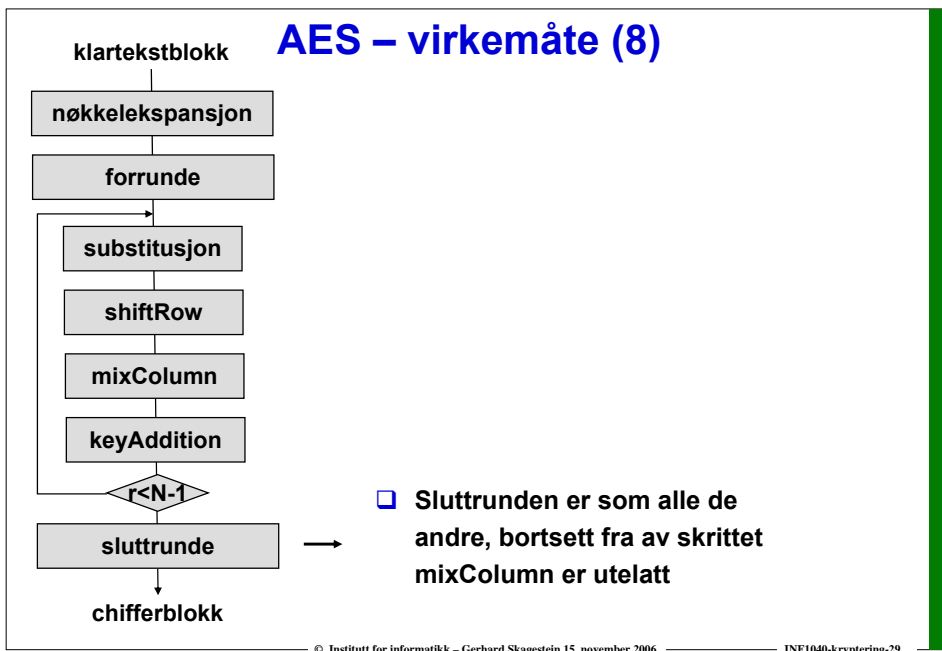 AES – virkemåte (8)
klartekstblokk
nøkkelekspansjon
forrunde
substitusjon
shiftRow
mixColumn
keyAddition
r<N-1
sluttrunde
chifferblokk
❑ Sluttrunden er som alle de
andre, bortsett fra av skrittet
mixColumn er utelatt
© Institutt for informatikk – Gerhard Skagestein 15. november 2006
INF1040-kryptering-29